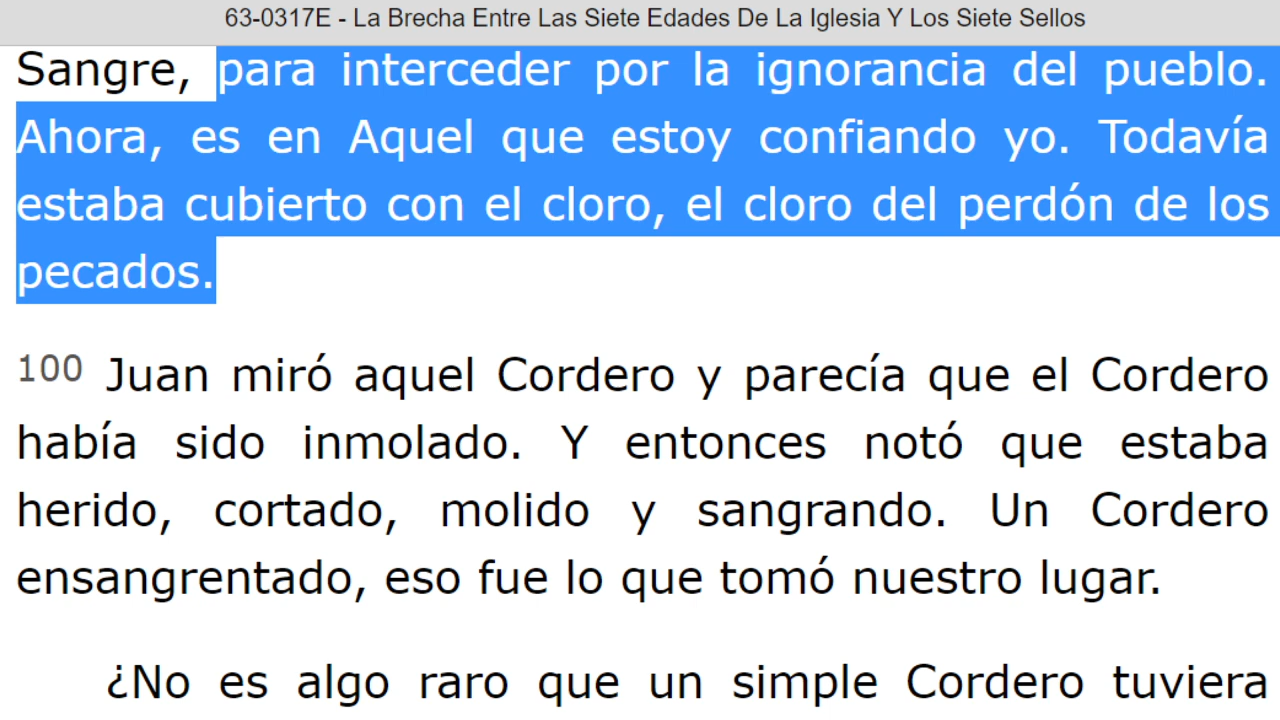 63-0317E - La Brecha Entre Las Siete Edades De La Iglesia Y Los Siete Sellos
Sangre, para interceder por la ignorancia del pueblo.
Ahora, es en Aquel que estoy confiando yo. Todavía
estaba cubierto con el cloro, el cloro del perdón de los
pecados.
100 Juan miró aquel Cordero y parecía que el Cordero
había sido inmolado. Y entonces notó que estaba
herido, cortado, molido y sangrando. Un Cordero
ensangrentado, eso fue lo que tomó nuestro lugar.
¿No es algo raro que un simple Cordero tuviera